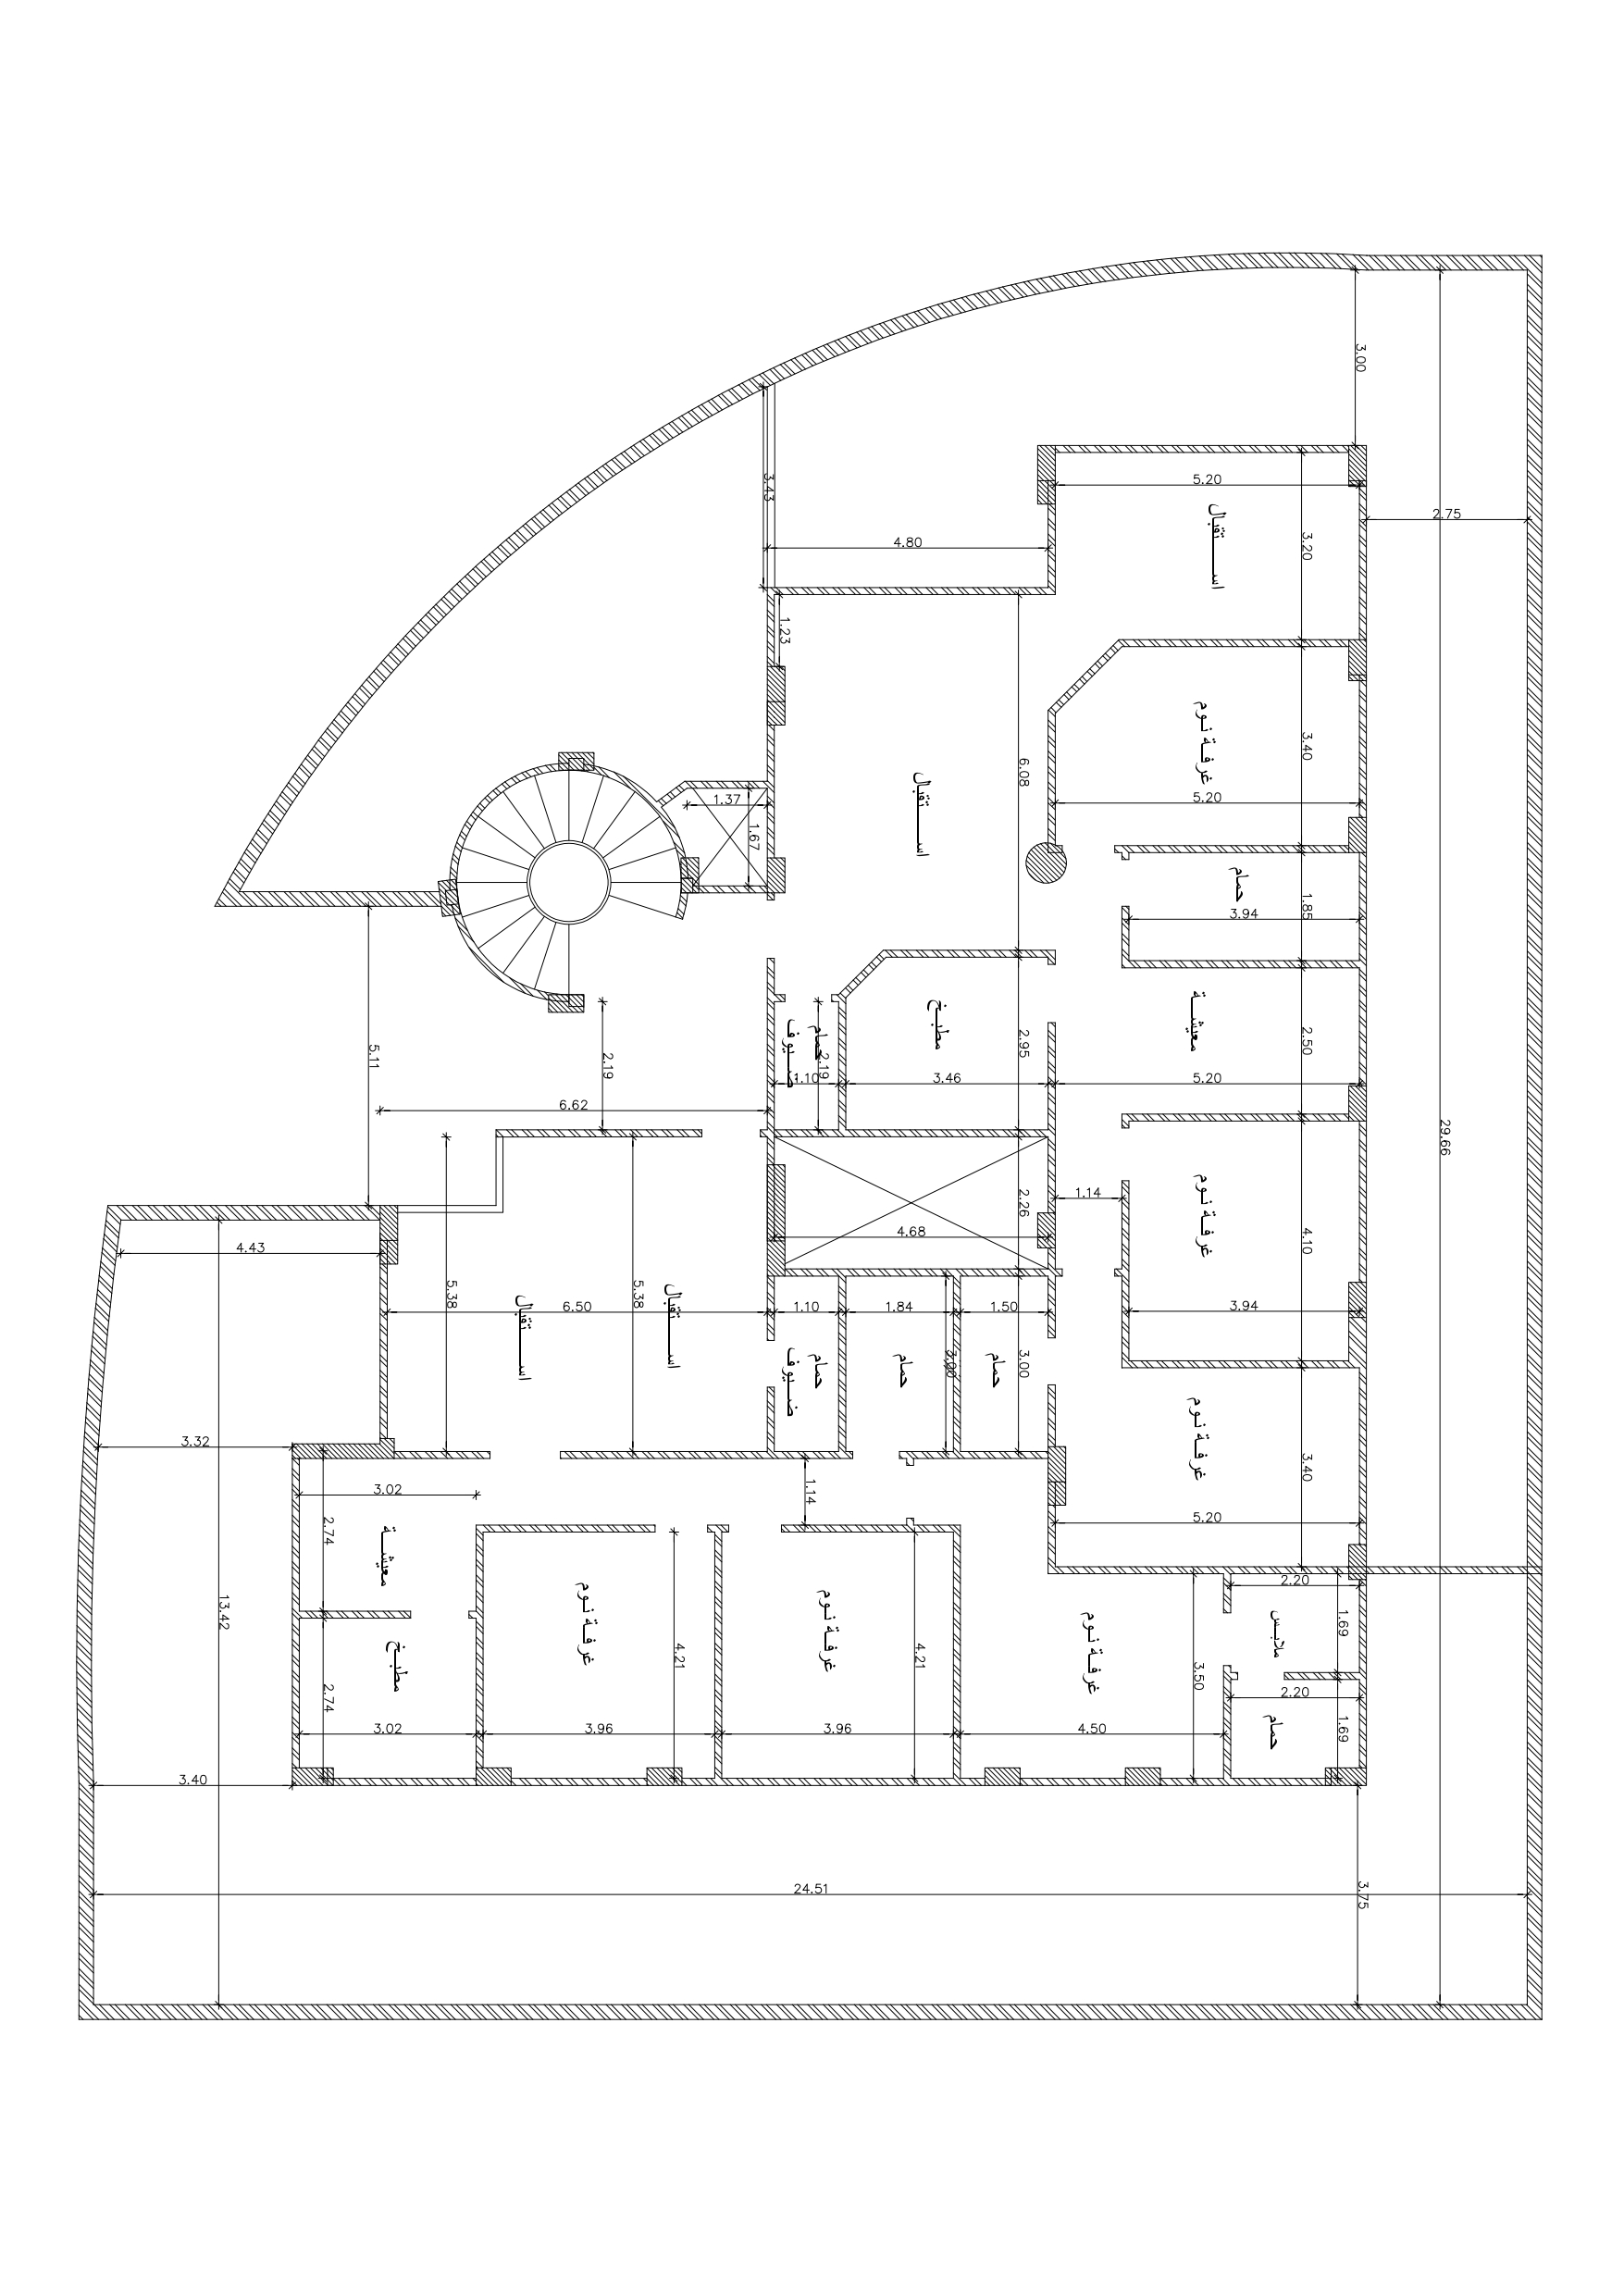 3.00
2.75
5.20
3.43
استقبال
4.80
3.20
1.23
غرفة نوم
3.40
6.08
استقبال
1.37
5.20
1.67
حمام
1.85
3.94
معيشة
مطبخ
حمام
ضيوف
2.50
2.95
5.11
2.19
2.19
1.10
3.46
5.20
6.62
29.66
غرفة نوم
1.14
2.26
4.68
4.10
4.43
5.38
5.38
استقبال
استقبال
6.50
1.10
1.84
1.50
3.94
حمام
ضيوف
حمام
3.00
حمام
3.00
غرفة نوم
3.40
3.32
3.02
1.14
5.20
2.74
معيشة
2.20
غرفة نوم
غرفة نوم
غرفة نوم
ملابس
1.69
13.42
مطبخ
4.21
4.21
3.50
2.74
2.20
حمام
1.69
3.02
3.96
3.96
4.50
3.40
24.51
3.75